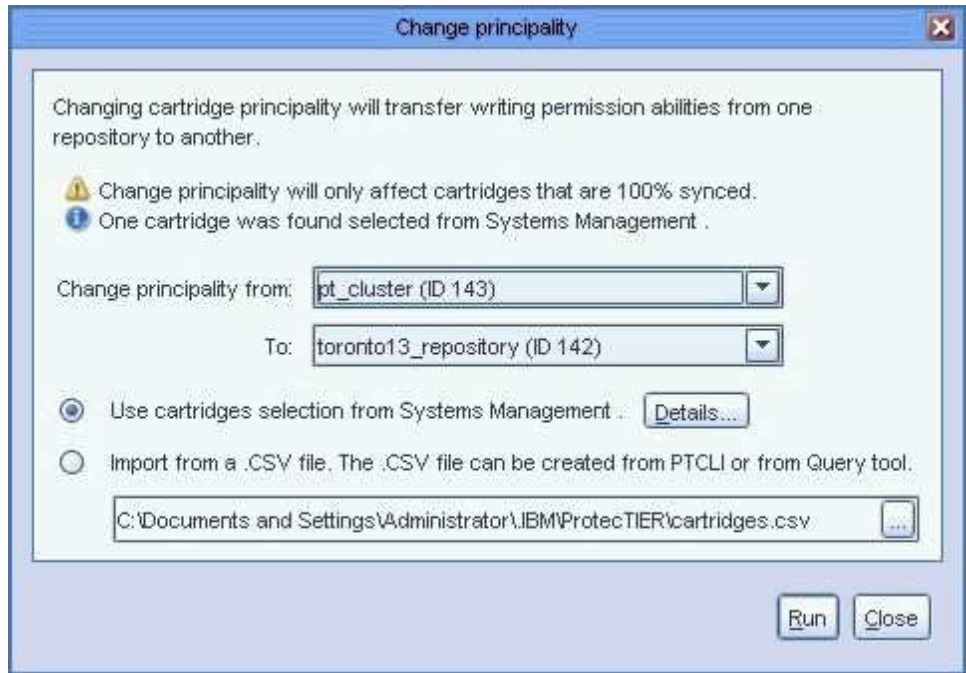 Change principality
Changing cartridge principality will transfer writing permission abilities from one
repository to another.
Change principality will only affect cartridges that are 100% synced.
One cartridge was found selected from Systems Management .
Change principality from: pt_cluster (ID 143)
To: toronto13_repository (ID 142)
Use cartridges selection from Systems Management . Details...
Import from a .CSV file. The .CSV file can be created from PTCLI or from Query tool.
C:\Documents and Settings\Administrator\.IBM\ProtecTIER\cartridges.csv ...
Run Close